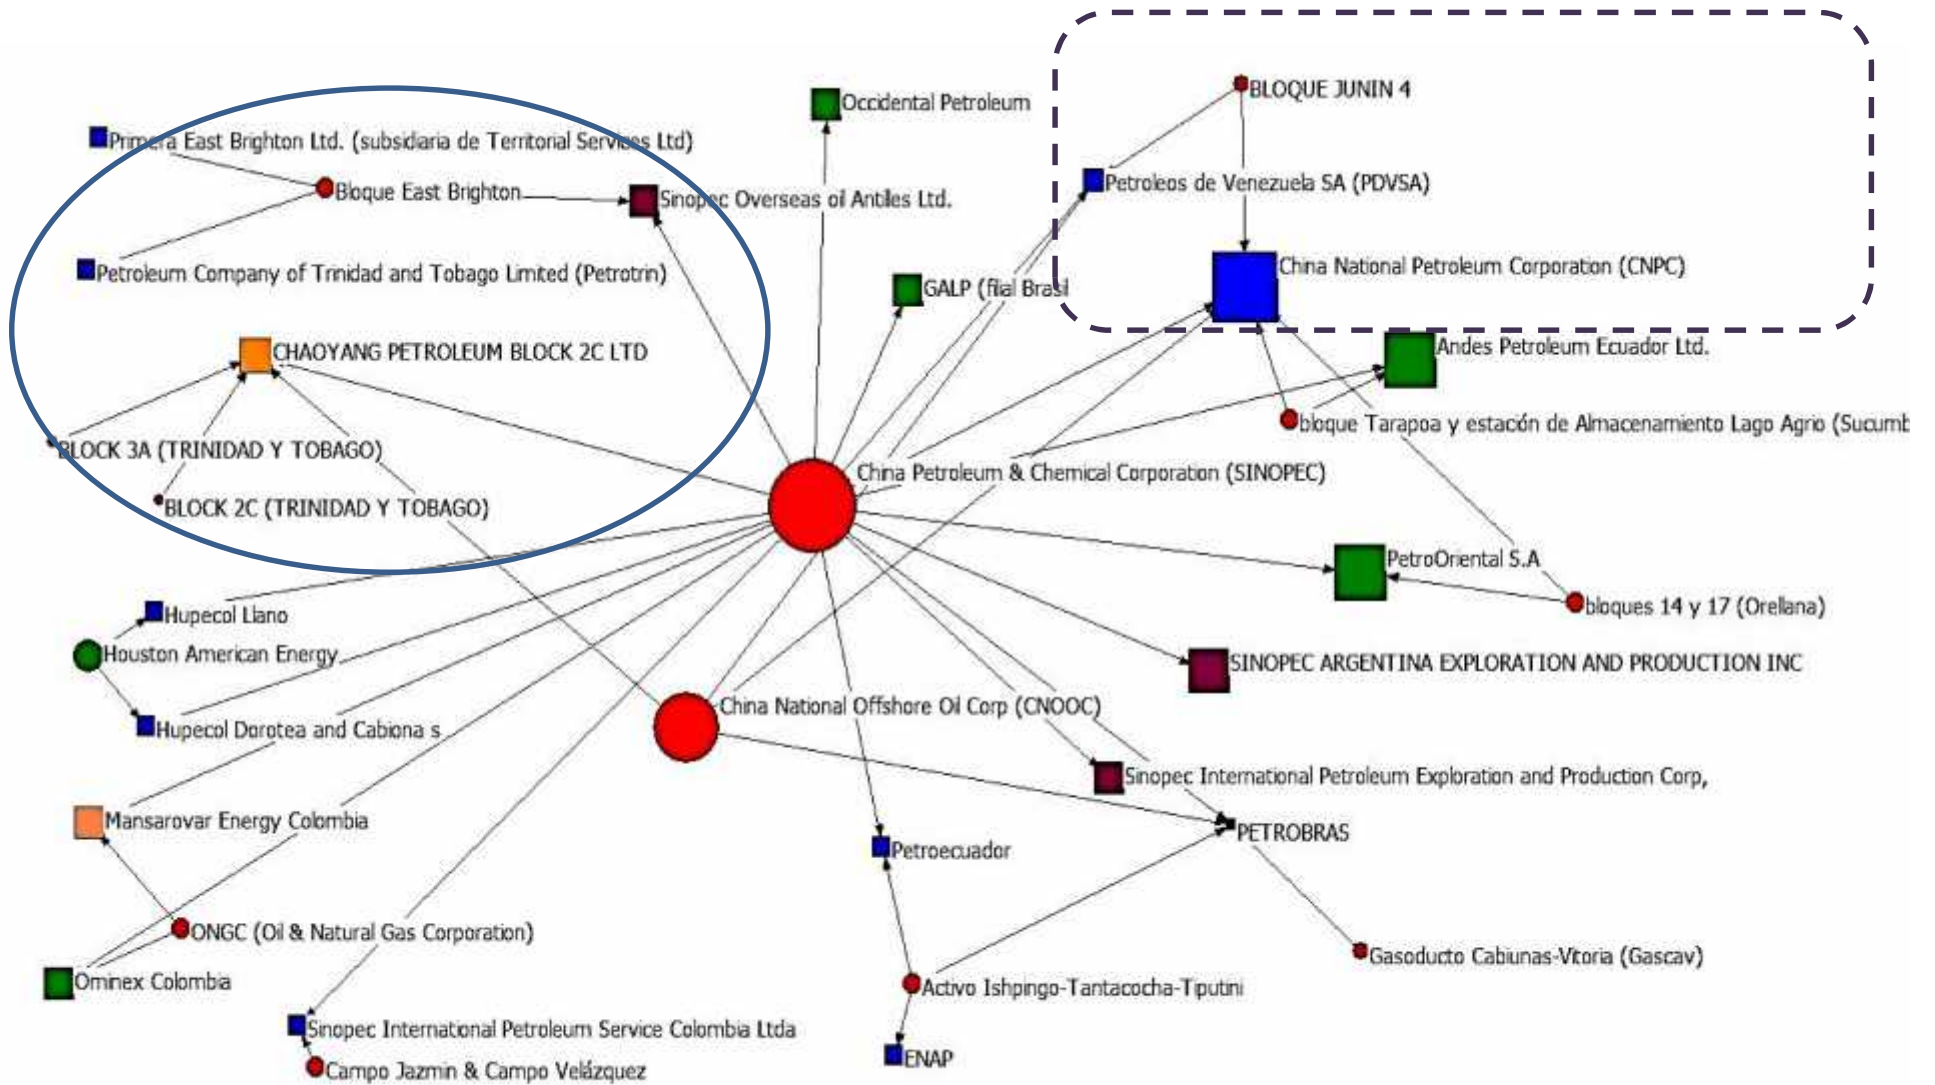 BLOQUE JUNIN 4
Occidental Petroleum
Primera East Brighton Ltd. (subsidiaria de Territorial Services Ltd)
Petroleos de Venezuela SA (PDVSA)
Bloque East Brighton
Sinopec Overseas oil Antiles Ltd.
China National Petroleum Corporation (CNPC)
Petroleum Company of Trinidad and Tobago Limited (Petrotrin)
GALP (filial Brasil
Andes Petroleum Ecuador Ltd.
CHAOYANG PETROLEUM BLOCK 2C LTD
bloque Tarapoa y estación de Almacenamiento Lago Agrio (Sucumb
BLOCK 3A (TRINIDAD Y TOBAGO)
China Petroleum & Chemical Corporation (SINOPEC)
BLOCK 2C (TRINIDAD Y TOBAGO)
PetroOriental S.A
bloques 14 y 17 (Orellana)
Hupecol Llano
Houston American Energy
SINOPEC ARGENTINA EXPLORATION AND PRODUCTION INC
China National Offshore Oil Corp (CNOOC)
Hupecol Dorotea and Cabiona s
Sinopec International Petroleum Exploration and Production Corp,
Mansarovar Energy Colombia
PETROBRAS
Petroecuador
ONGC (Oil & Natural Gas Corporation)
Gasoducto Cabiunas-Vitoria (Gascav)
Ominex Colombia
Activo Ishpingo-Tantacocha-Tiputini
Sinopec International Petroleum Service Colombia Ltda
ENAP
Campo Jazmin & Campo Velázquez